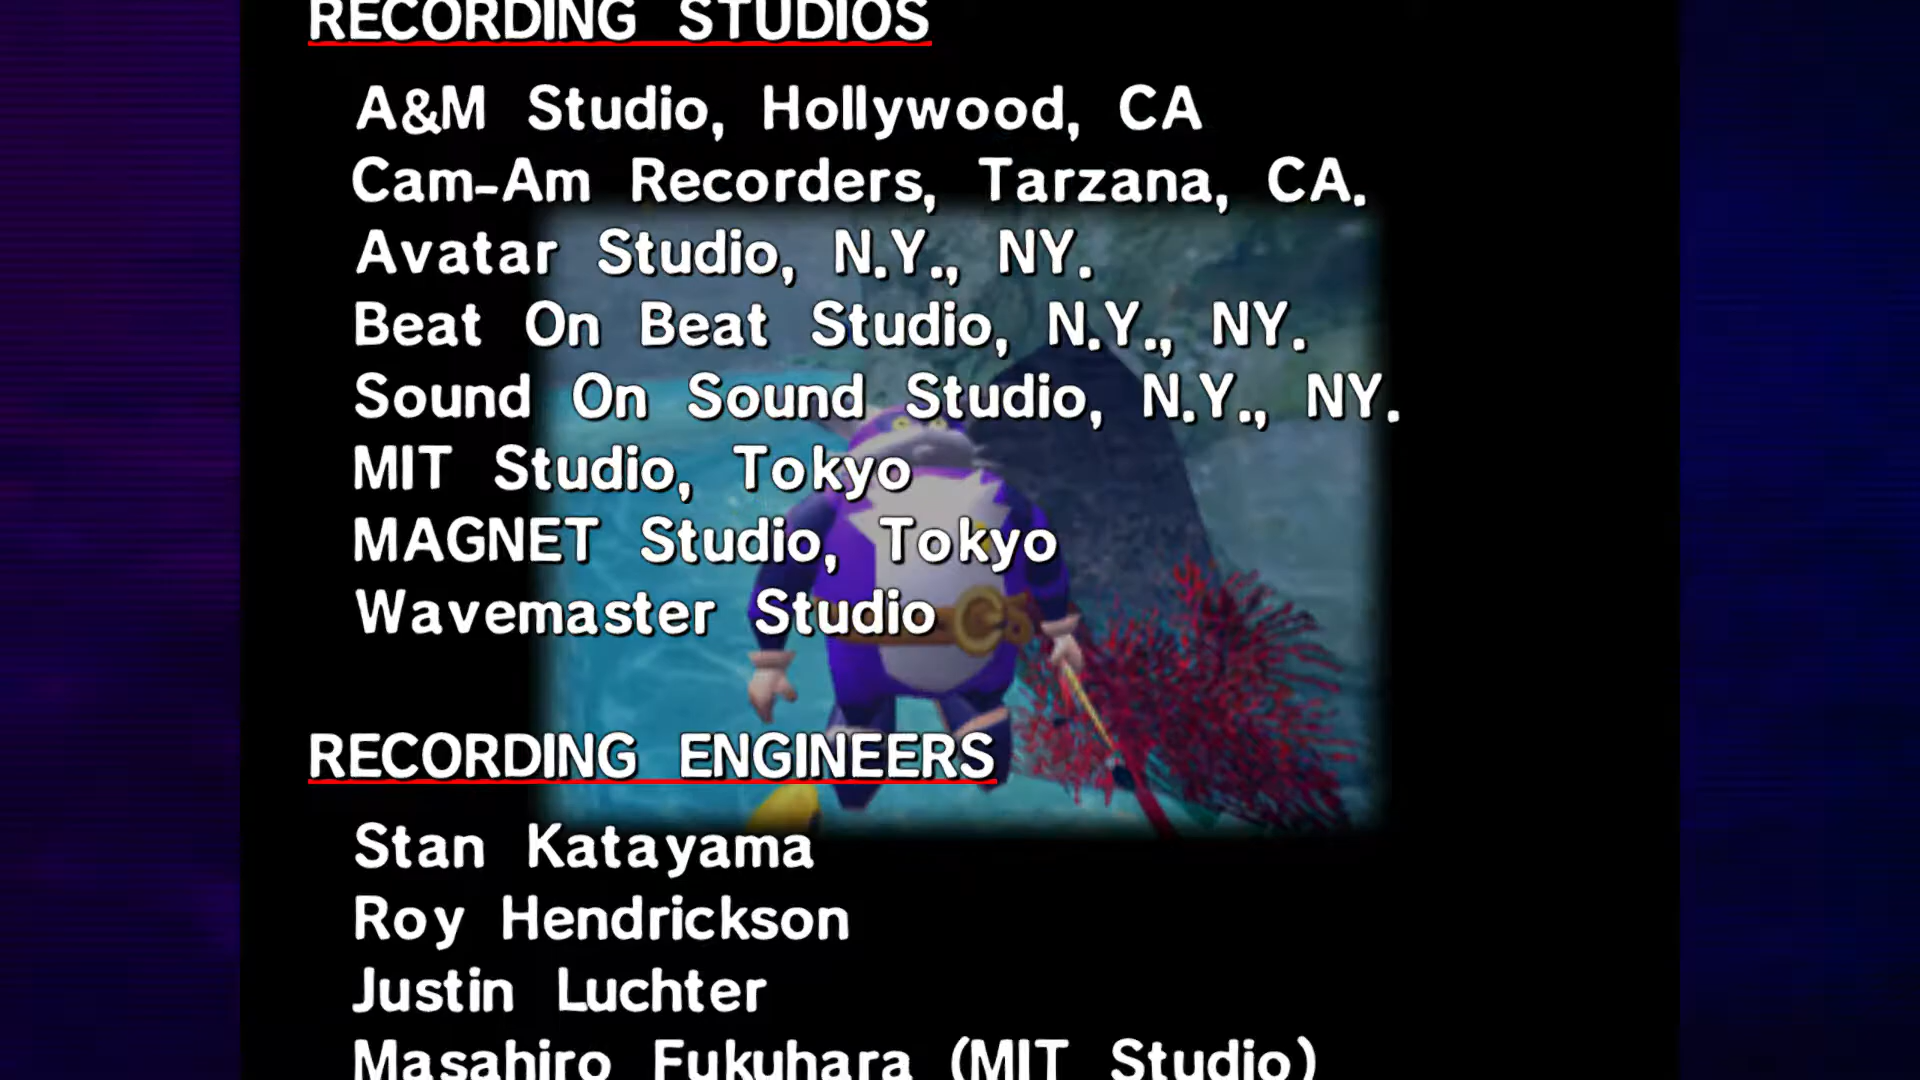 RECORDING STUDIOS
A&M Studio, Hollywood, CA
Cam-Am Recorders, Tarzana, CA.
Avatar Studio, N.Y., NY.
Beat On Beat Studio, N.Y., NY.
Sound On Sound Studio, N.Y., NY.
MIT Studio, Tokyo
MAGNET Studio, Tokyo
Wavemaster Studio
RECORDING ENGINEERS
Stan Katayama
Roy Hendrickson
Justin Luchter
Masahiro Fukuhara (MIT Studio)